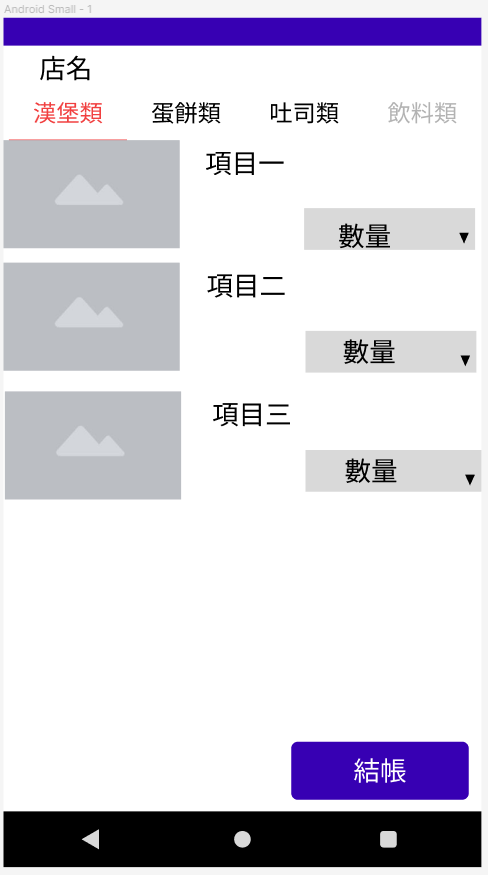 Android Small - 1
店名
漢堡類 蛋餅類 吐司類 飲料類
項目一
數量 ▼
項目二
數量 ▼
項目三
數量 ▼
結帳